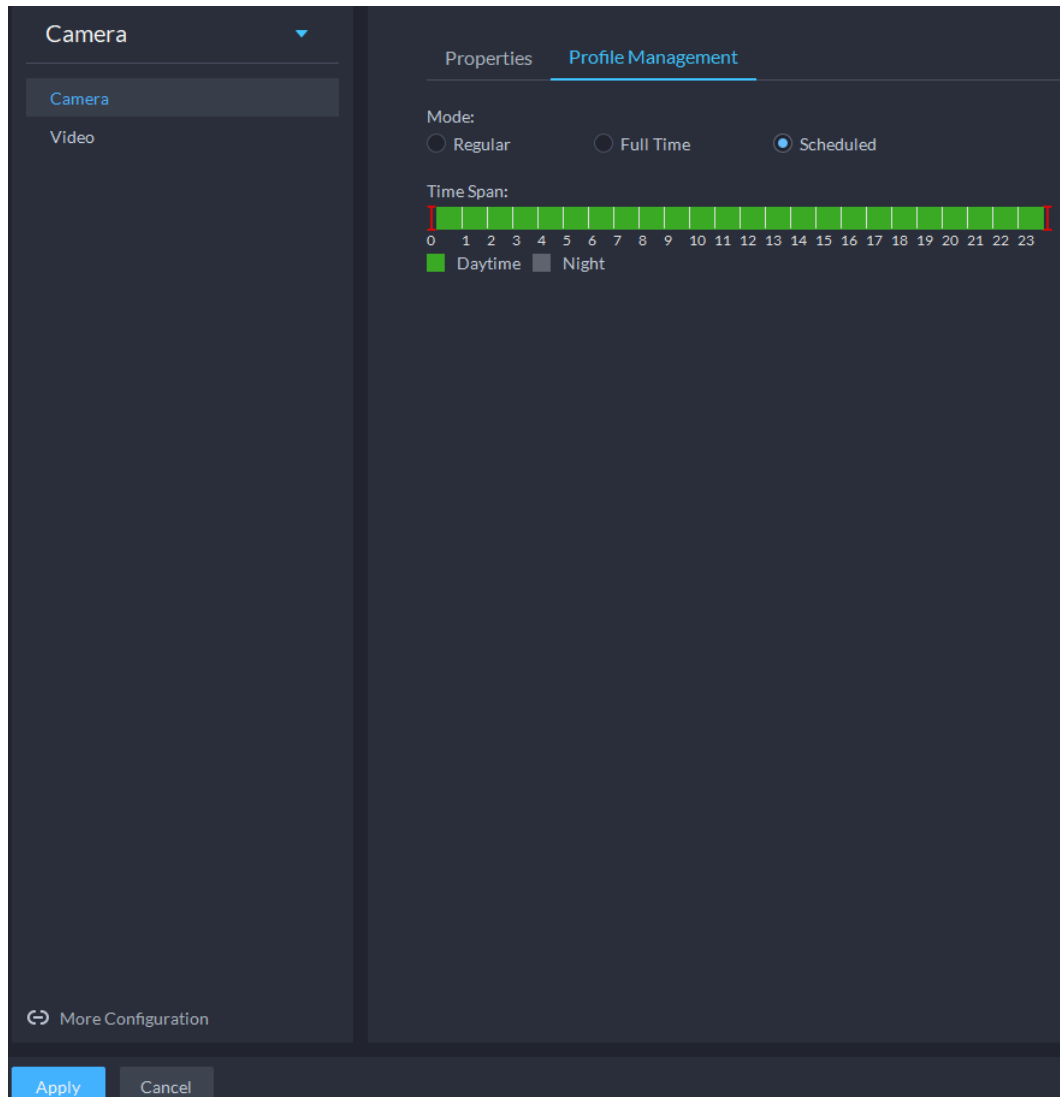 Camera
Camera
Video
More Configuration
Properties Profile Management
Mode:
Regular Full Time Scheduled
Time Span:
0 1 2 3 4 5 6 7 8 9 10 11 12 13 14 15 16 17 18 19 20 21 22 23
Daytime Night
Apply Cancel